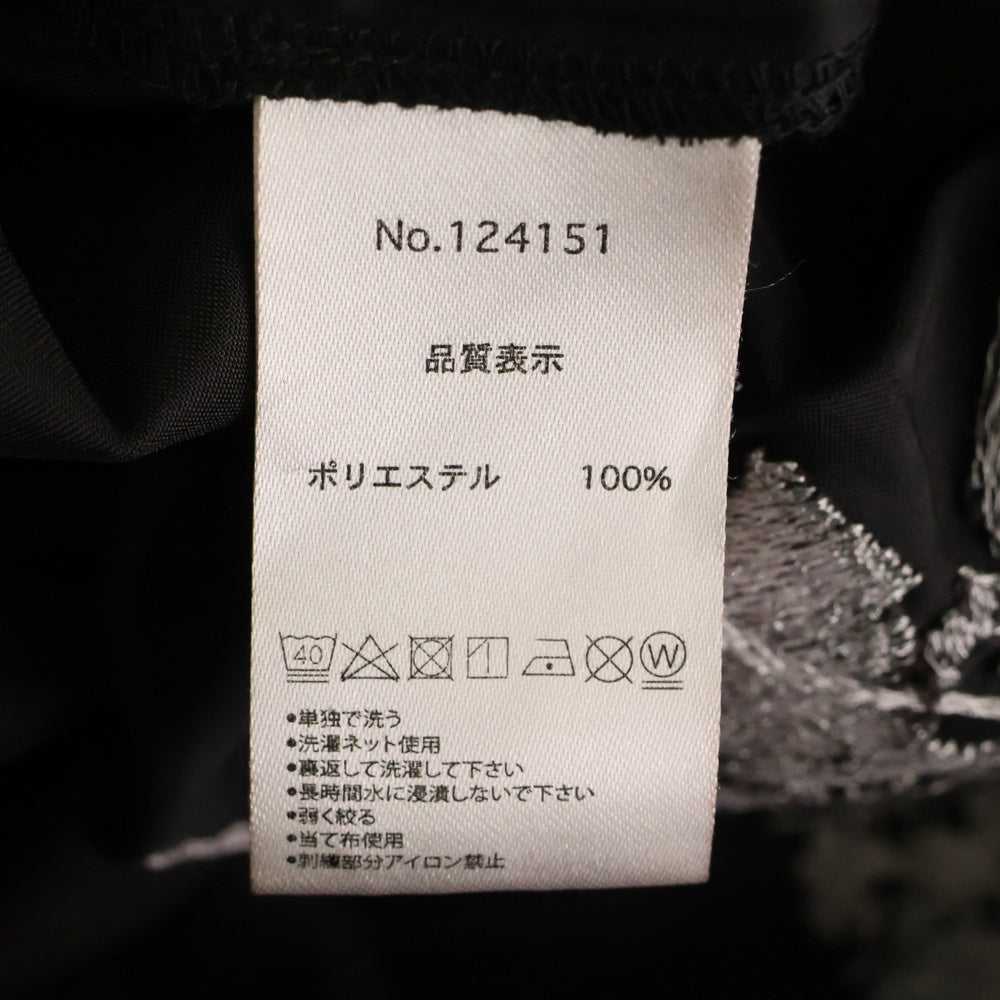 No.124151
品質表示
ポリエステル 100%
40 W
•単独で洗う
•洗濯ネット使用
•裏返して洗濯して下さい
•長時間水に浸漬しないで下さい
•弱く絞る
•当て布使用
•刺繍部分アイロン禁止